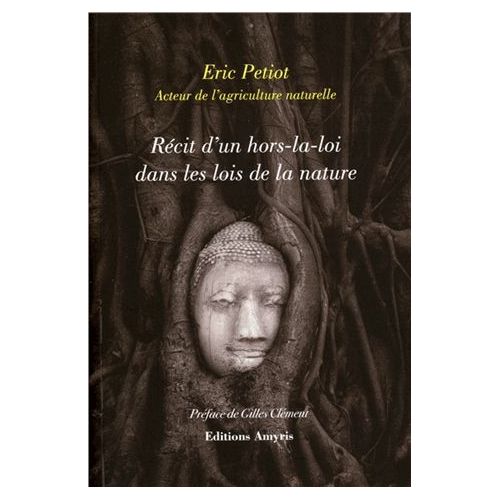 Eric Petiot
Acteur de l'agriculture naturelle
Récit d'un hors-la-loi
dans les lois de la nature
Préface de Gilles Clément
Editions Amyris